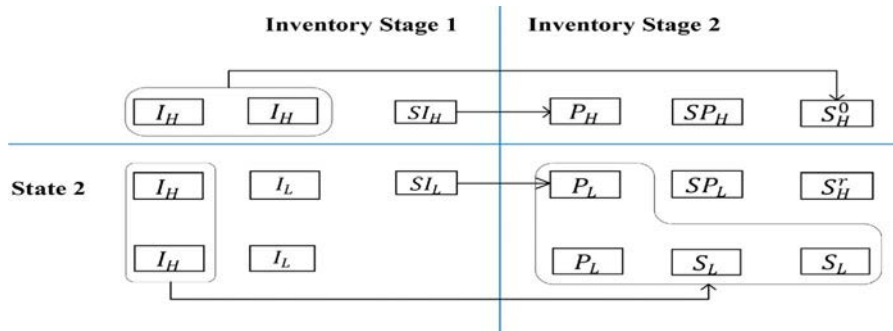 Inventory Stage 1 Inventory Stage 2
I_H I_H SI_H P_H SP_H S_H^0
State 2 I_H I_L SI_L P_L SP_L S_H^r
I_H I_L P_L S_L S_L